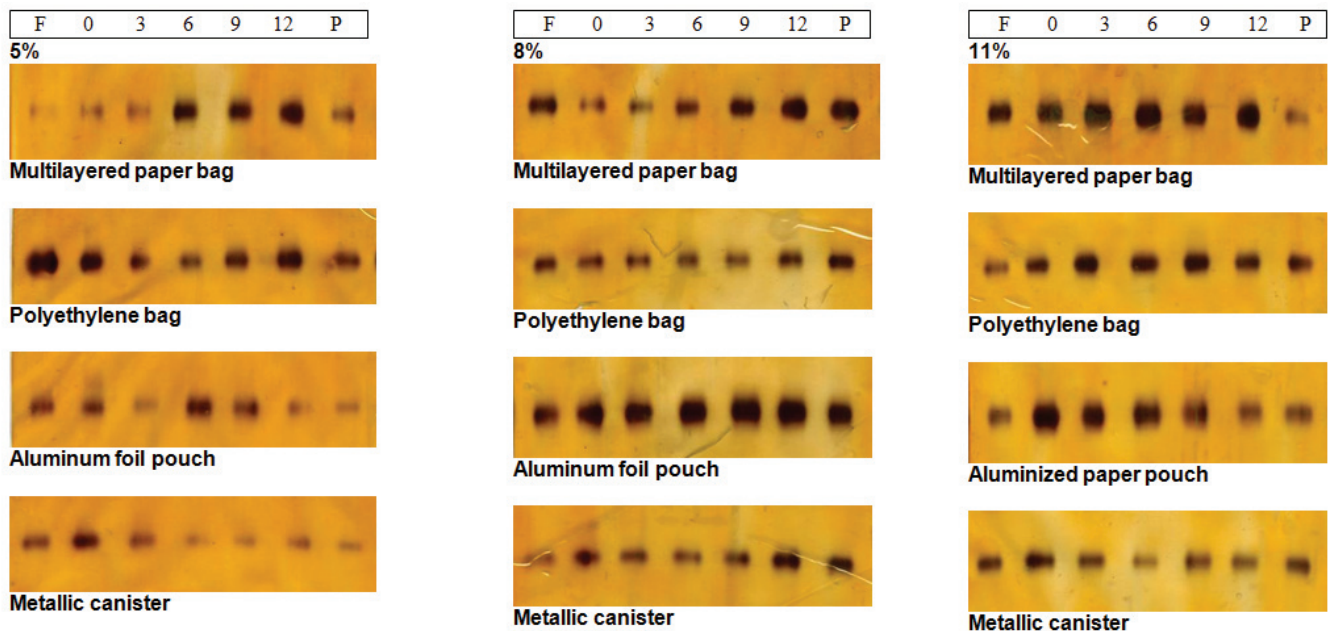 F 0 3 6 9 12 P
5%
Multilayered paper bag
Polyethylene bag
Aluminum foil pouch
Metallic canister
F 0 3 6 9 12 P
8%
Multilayered paper bag
Polyethylene bag
Aluminum foil pouch
Metallic canister
F 0 3 6 9 12 P
11%
Multilayered paper bag
Polyethylene bag
Aluminized paper pouch
Metallic canister